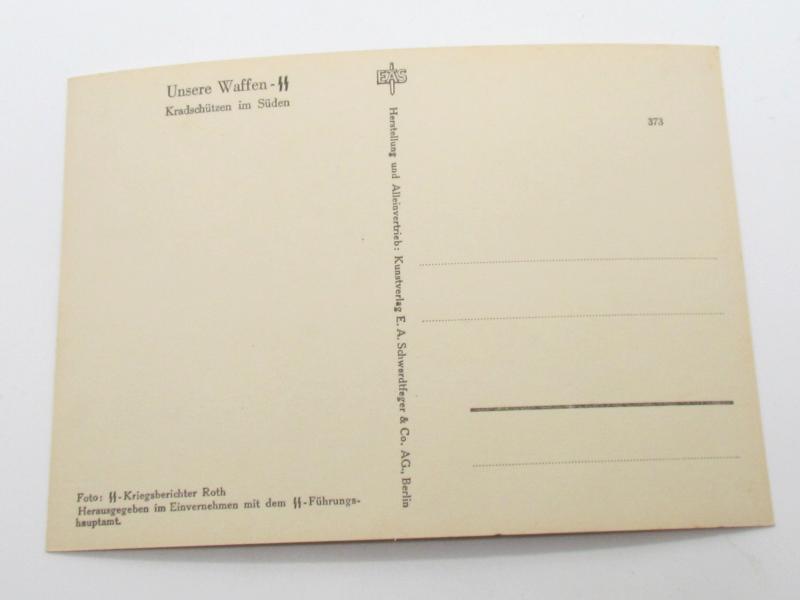 Unsere Waffen-ᛋᛋ
Kradschützen im Süden
EAS
Herstellung und Alleinvertrieb: Kunstverlag E. A. Schwerdtfeger & Co. AG., Berlin
373
Foto: ᛋᛋ-Kriegsberichter Roth
Herausgegeben im Einvernehmen mit dem ᛋᛋ-Führungs-
hauptamt.